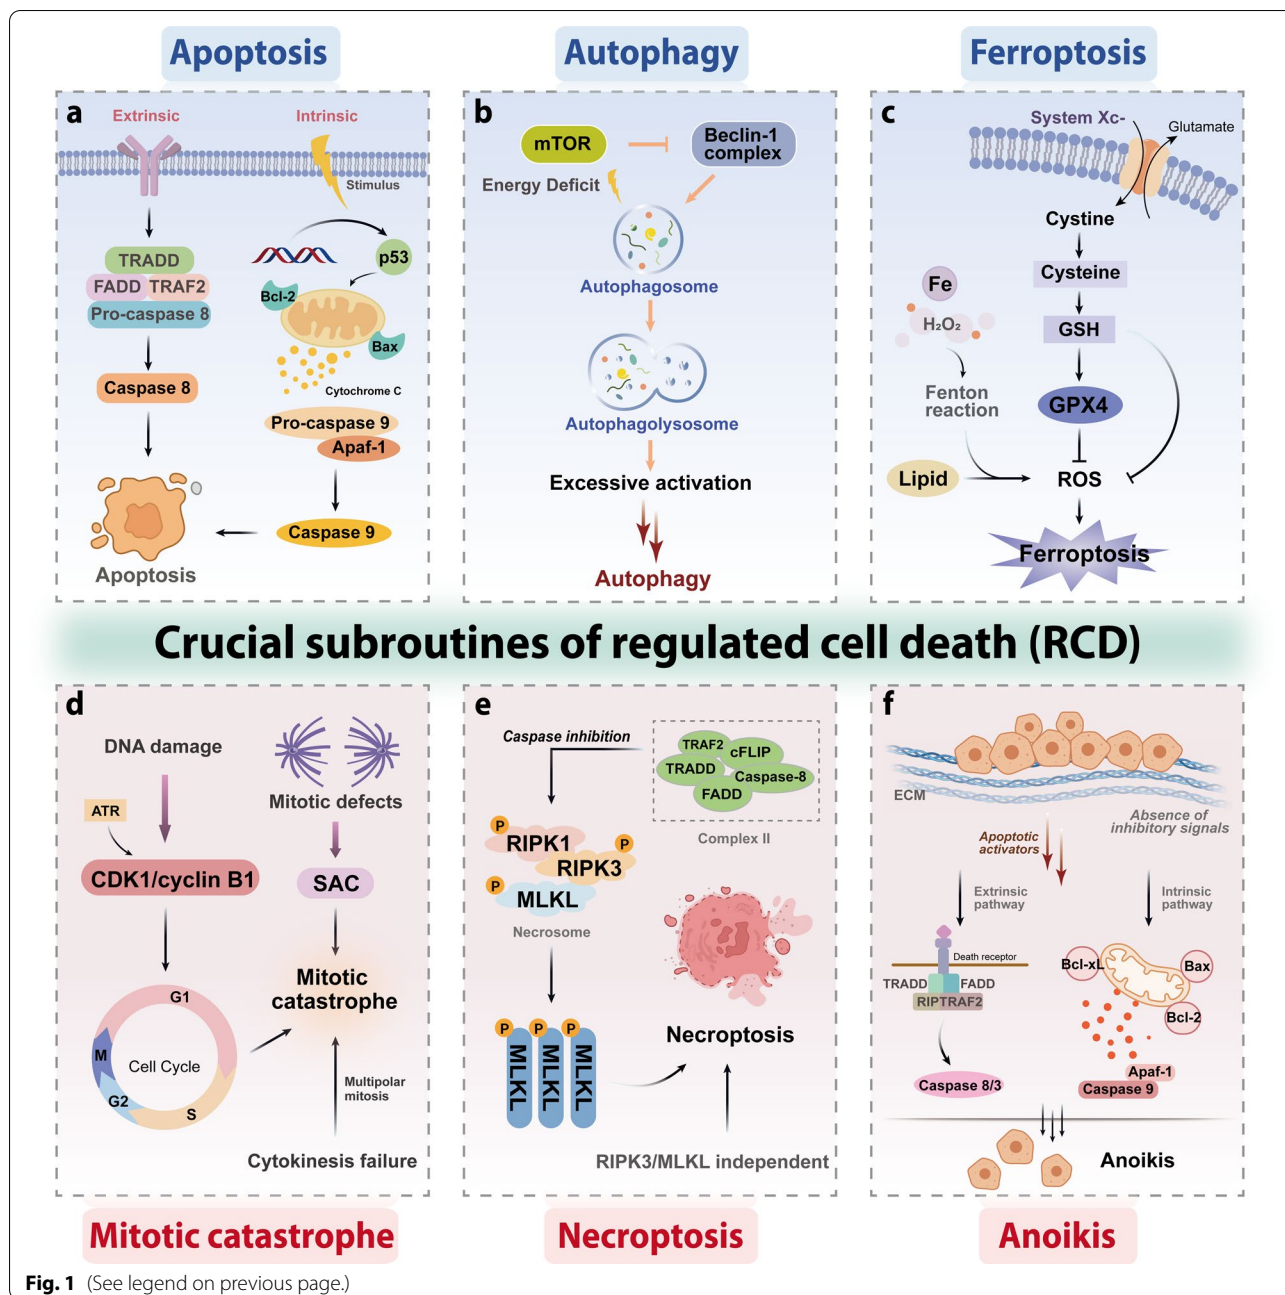 Apoptosis
Autophagy
Ferroptosis
a
Extrinsic
Intrinsic
Stimulus
TRADD
FADD
TRAF2
Pro-caspase 8
Caspase 8
p53
Bcl-2
Bax
Cytochrome C
Pro-caspase 9
Apaf-1
Caspase 9
Apoptosis
b
mTOR
Beclin-1
complex
Energy Deficit
Autophagosome
Autophagolysosome
Excessive activation
Autophagy
c
System Xc-
Glutamate
Cystine
Cysteine
Fe
H₂O₂
GSH
Fenton
reaction
GPX4
Lipid
ROS
Ferroptosis
Crucial subroutines of regulated cell death (RCD)
d
DNA damage
Mitotic defects
ATR
CDK1/cyclin B1
SAC
Mitotic
catastrophe
G1
M
Cell Cycle
G2
S
Multipolar
mitosis
Cytokinesis failure
e
Caspase inhibition
TRAF2
cFLIP
TRADD
Caspase-8
FADD
Complex II
P
RIPK1
P
RIPK3
P
MLKL
Necrosome
P
P
P
MLKL
MLKL
MLKL
Necroptosis
RIPK3/MLKL independent
f
ECM
Apoptotic
activators
Absence of
inhibitory signals
Extrinsic
pathway
Intrinsic
pathway
Death receptor
TRADD
FADD
RIPTRAF2
Caspase 8/3
Bcl-xL
Bax
Bcl-2
Apaf-1
Caspase 9
Anoikis
Mitotic catastrophe
Necroptosis
Anoikis
Fig. 1 (See legend on previous page.)